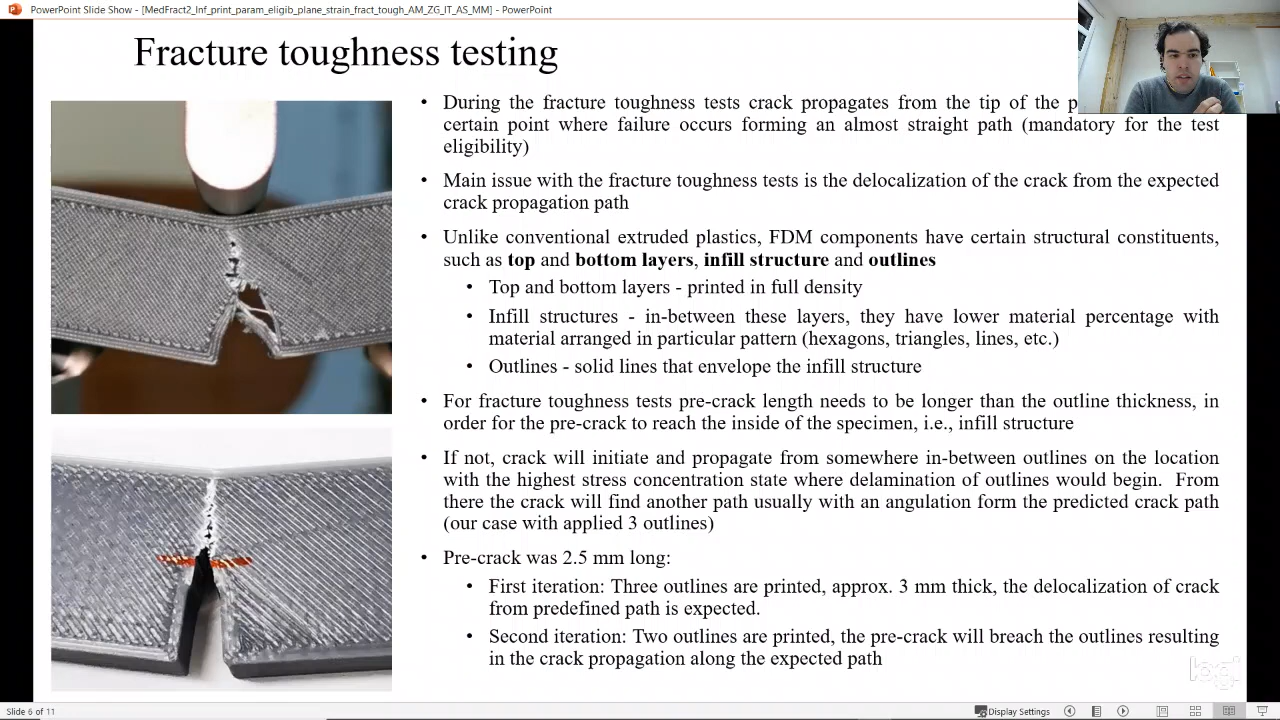 PowerPoint Slide Show - [MedFract2_Inf_print_param_eligib_plane_strain_fract_tough_AM_ZG_IT_AS_MM] - PowerPoint
Fracture toughness testing
• During the fracture toughness tests crack propagates from the tip of the p
certain point where failure occurs forming an almost straight path (mandatory for the test
eligibility)
• Main issue with the fracture toughness tests is the delocalization of the crack from the expected
crack propagation path
• Unlike conventional extruded plastics, FDM components have certain structural constituents,
such as top and bottom layers, infill structure and outlines
• Top and bottom layers - printed in full density
• Infill structures - in-between these layers, they have lower material percentage with
material arranged in particular pattern (hexagons, triangles, lines, etc.)
• Outlines - solid lines that envelope the infill structure
• For fracture toughness tests pre-crack length needs to be longer than the outline thickness, in
order for the pre-crack to reach the inside of the specimen, i.e., infill structure
• If not, crack will initiate and propagate from somewhere in-between outlines on the location
with the highest stress concentration state where delamination of outlines would begin. From
there the crack will find another path usually with an angulation form the predicted crack path
(our case with applied 3 outlines)
• Pre-crack was 2.5 mm long:
• First iteration: Three outlines are printed, approx. 3 mm thick, the delocalization of crack
from predefined path is expected.
• Second iteration: Two outlines are printed, the pre-crack will breach the outlines resulting
in the crack propagation along the expected path
Slide 6 of 11
Display Settings